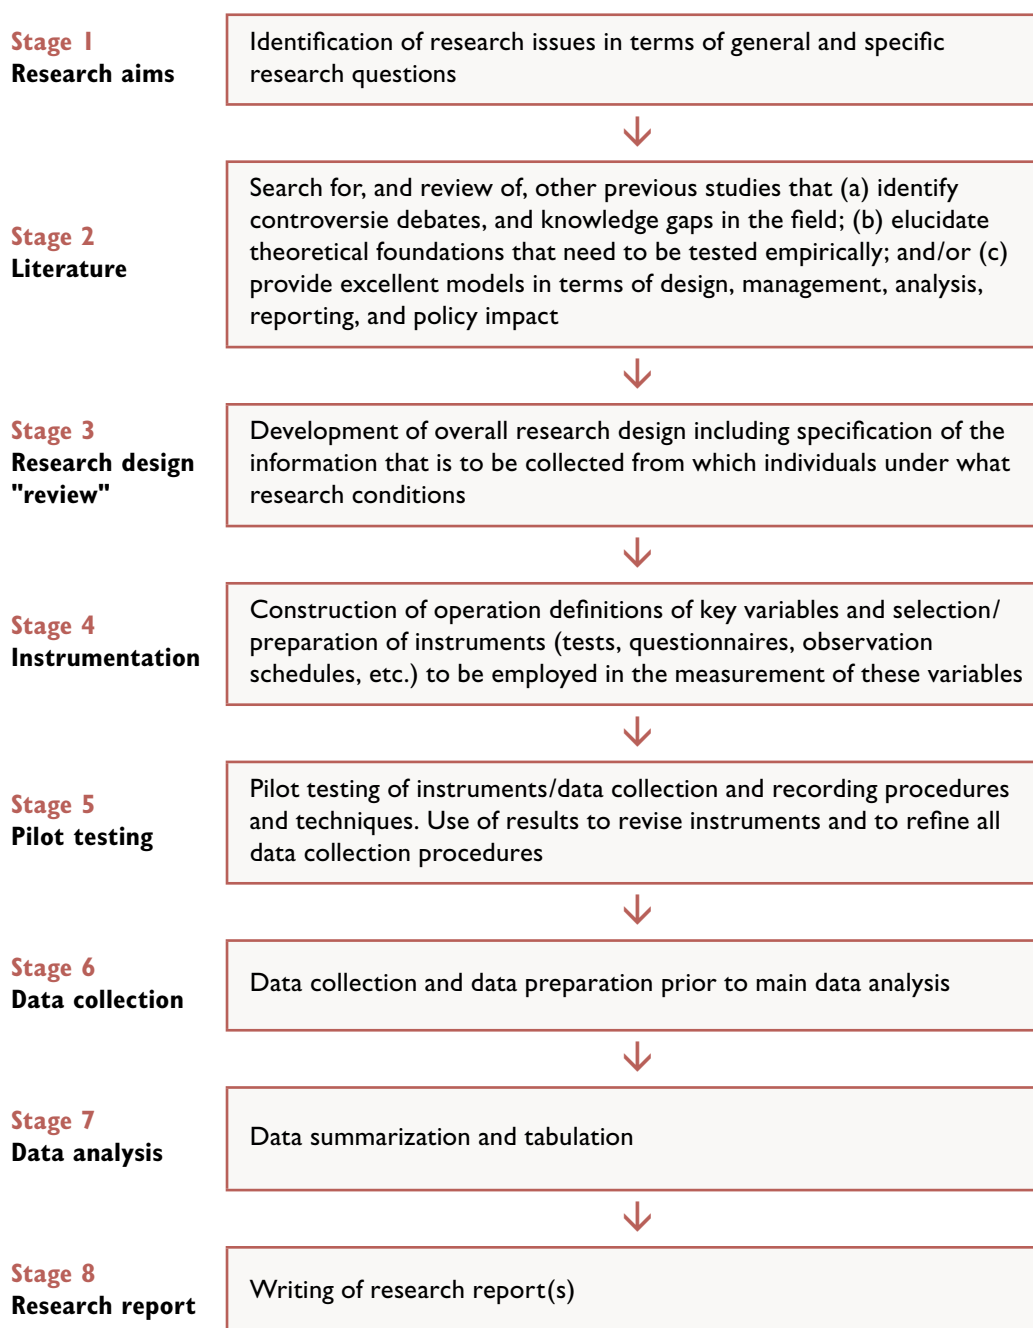 Stage 1
Research aims
Identification of research issues in terms of general and specific
research questions
Stage 2
Literature
Search for, and review of, other previous studies that (a) identify
controversie debates, and knowledge gaps in the field; (b) elucidate
theoretical foundations that need to be tested empirically; and/or (c)
provide excellent models in terms of design, management, analysis,
reporting, and policy impact
Stage 3
Research design
"review"
Development of overall research design including specification of the
information that is to be collected from which individuals under what
research conditions
Stage 4
Instrumentation
Construction of operation definitions of key variables and selection/
preparation of instruments (tests, questionnaires, observation
schedules, etc.) to be employed in the measurement of these variables
Stage 5
Pilot testing
Pilot testing of instruments/data collection and recording procedures
and techniques. Use of results to revise instruments and to refine all
data collection procedures
Stage 6
Data collection
Data collection and data preparation prior to main data analysis
Stage 7
Data analysis
Data summarization and tabulation
Stage 8
Research report
Writing of research report(s)